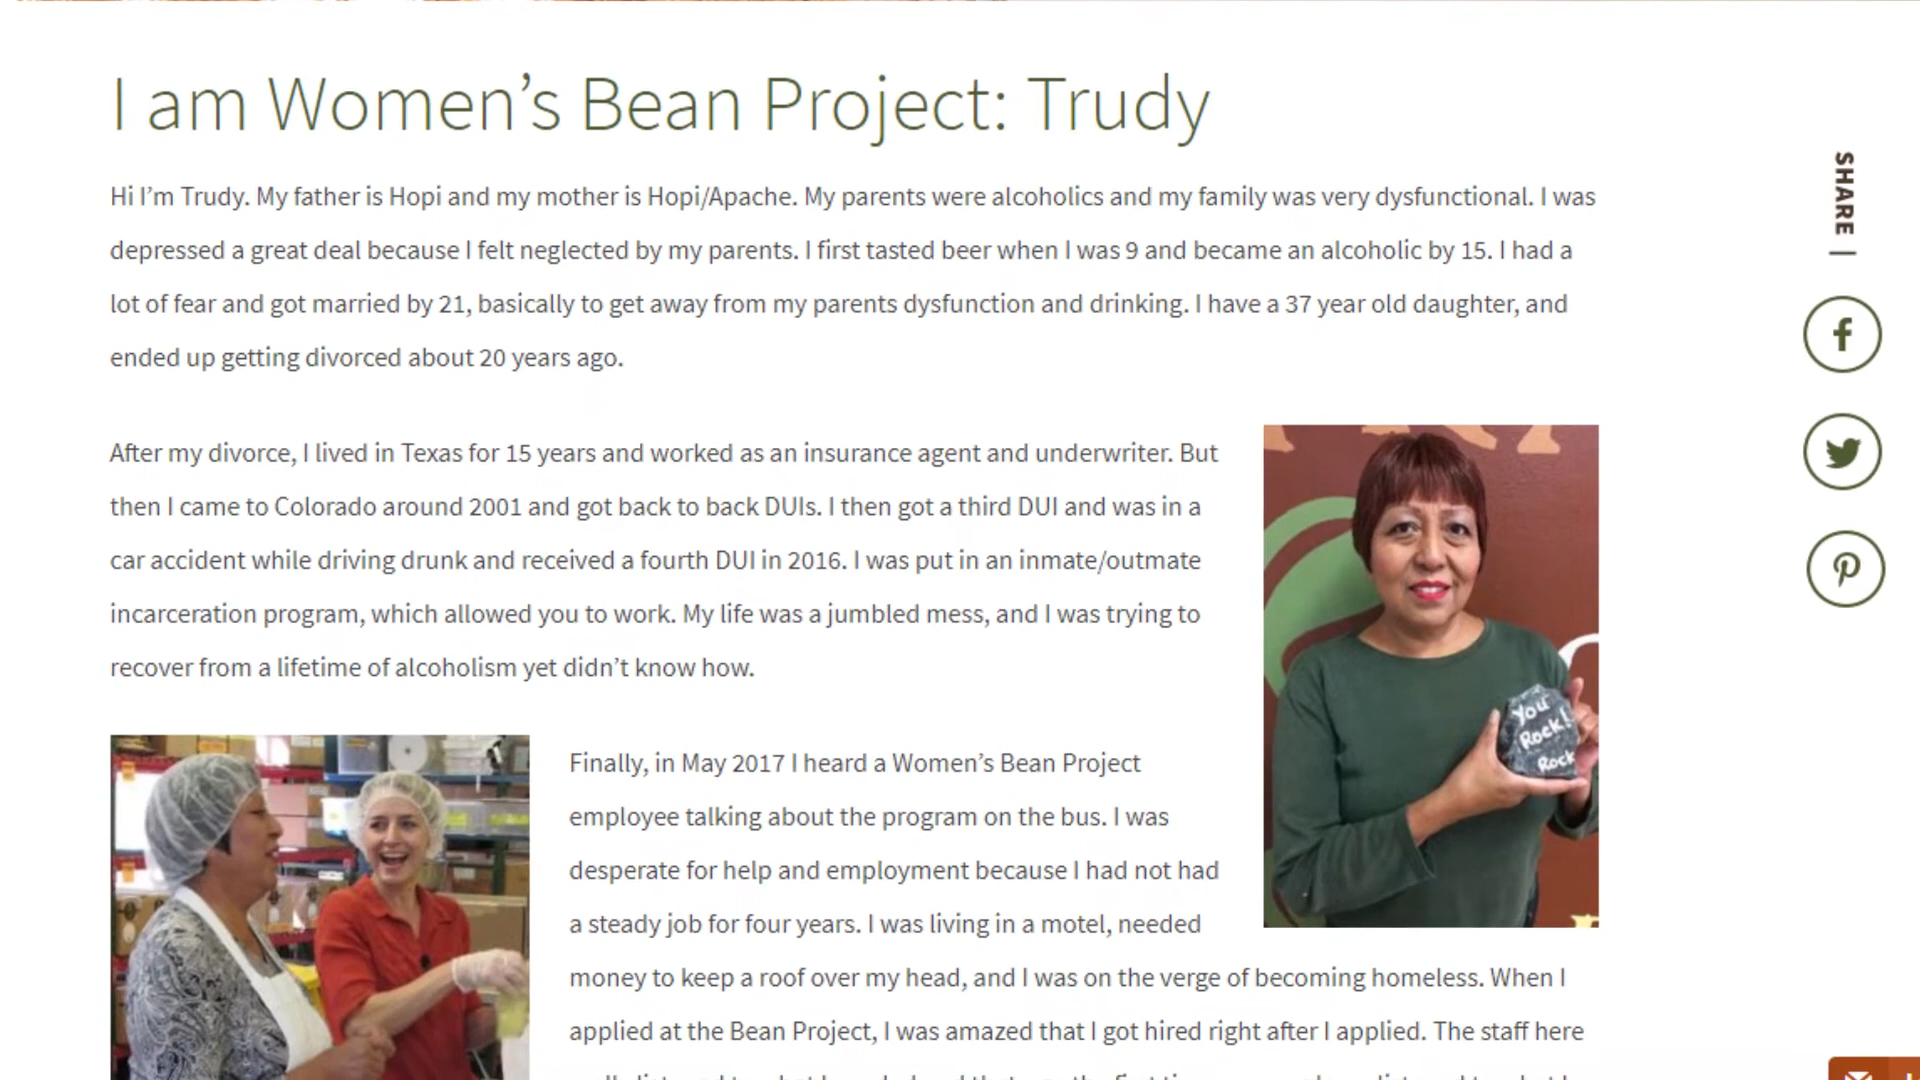 I am Women’s Bean Project: Trudy
Hi I’m Trudy. My father is Hopi and my mother is Hopi/Apache. My parents were alcoholics and my family was very dysfunctional. I was
depressed a great deal because I felt neglected by my parents. I first tasted beer when I was 9 and became an alcoholic by 15. I had a
lot of fear and got married by 21, basically to get away from my parents dysfunction and drinking. I have a 37 year old daughter, and
ended up getting divorced about 20 years ago.
After my divorce, I lived in Texas for 15 years and worked as an insurance agent and underwriter. But
then I came to Colorado around 2001 and got back to back DUIs. I then got a third DUI and was in a
car accident while driving drunk and received a fourth DUI in 2016. I was put in an inmate/outmate
incarceration program, which allowed you to work. My life was a jumbled mess, and I was trying to
recover from a lifetime of alcoholism yet didn’t know how.
You
Rock!
Rock
Finally, in May 2017 I heard a Women’s Bean Project
employee talking about the program on the bus. I was
desperate for help and employment because I had not had
a steady job for four years. I was living in a motel, needed
money to keep a roof over my head, and I was on the verge of becoming homeless. When I
applied at the Bean Project, I was amazed that I got hired right after I applied. The staff here
SHARE